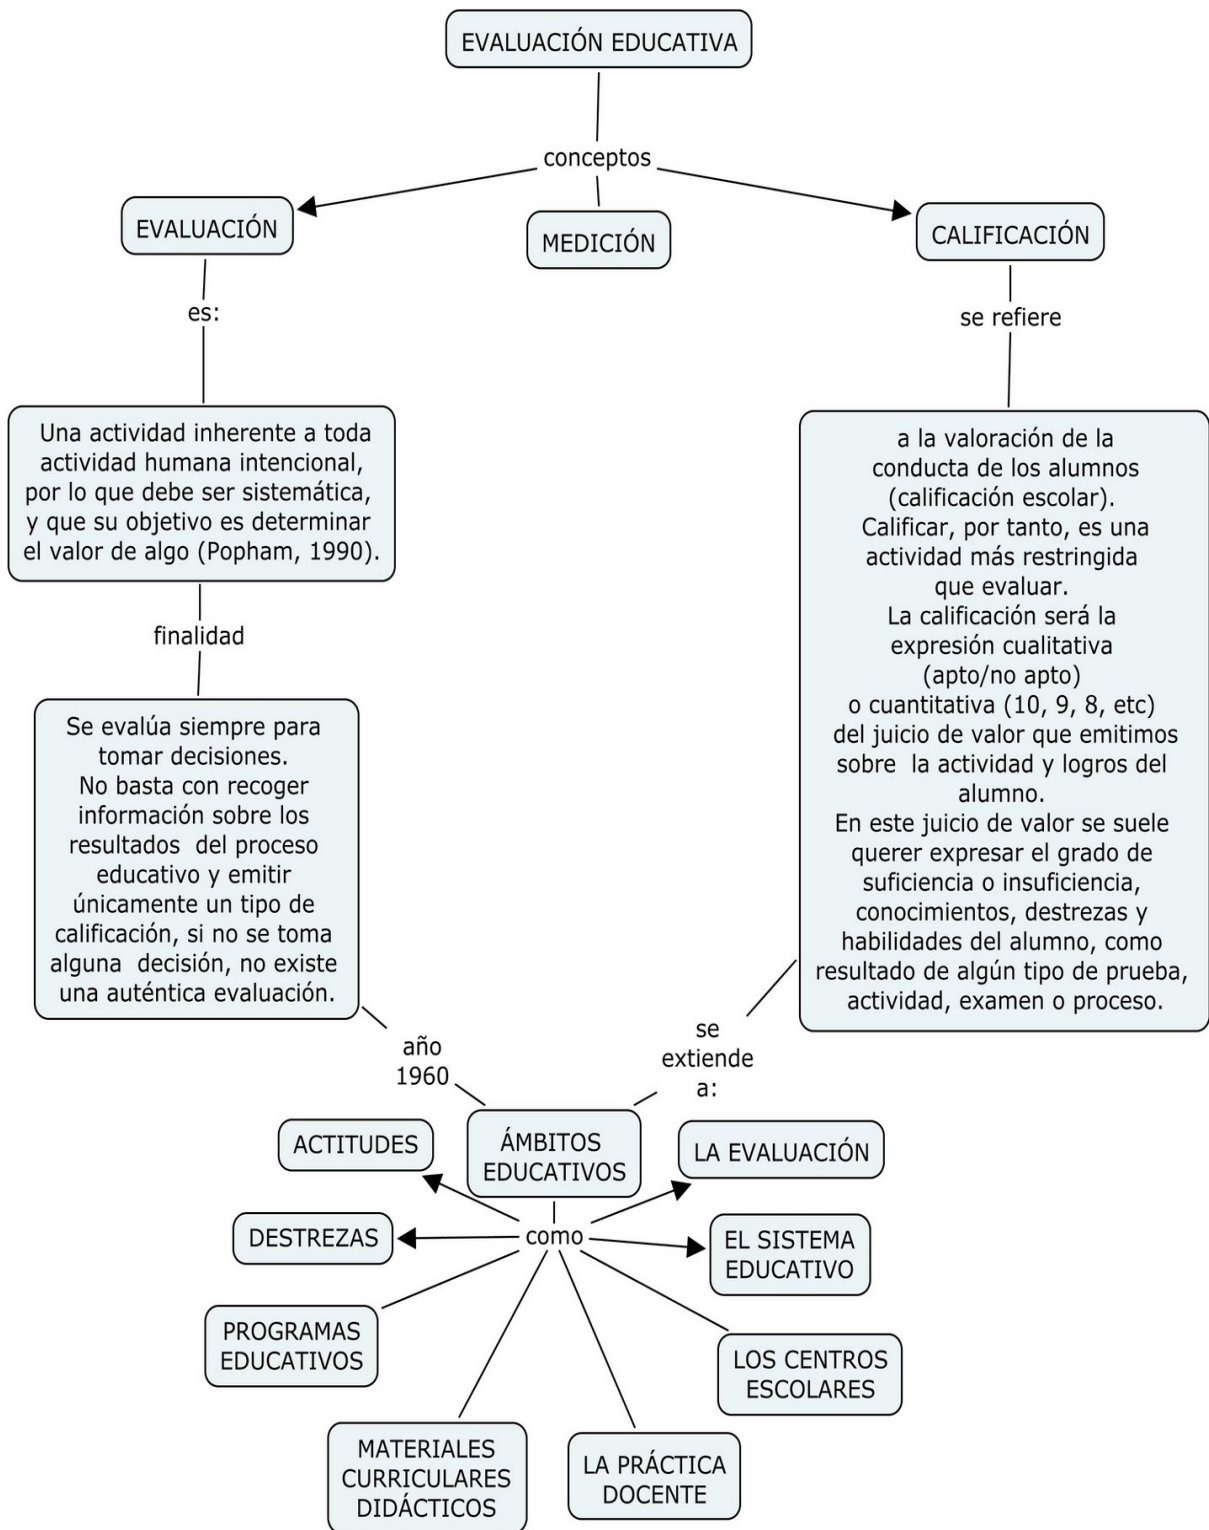 EVALUACIÓN EDUCATIVA
conceptos
EVALUACIÓN
MEDICIÓN
CALIFICACIÓN
es:
se refiere
Una actividad inherente a toda
actividad humana intencional,
por lo que debe ser sistemática,
y que su objetivo es determinar
el valor de algo (Popham, 1990).
finalidad
Se evalúa siempre para
tomar decisiones.
No basta con recoger
información sobre los
resultados del proceso
educativo y emitir
únicamente un tipo de
calificación, si no se toma
alguna decisión, no existe
una auténtica evaluación.
a la valoración de la
conducta de los alumnos
(calificación escolar).
Calificar, por tanto, es una
actividad más restringida
que evaluar.
La calificación será la
expresión cualitativa
(apto/no apto)
o cuantitativa (10, 9, 8, etc)
del juicio de valor que emitimos
sobre la actividad y logros del
alumno.
En este juicio de valor se suele
querer expresar el grado de
suficiencia o insuficiencia,
conocimientos, destrezas y
habilidades del alumno, como
resultado de algún tipo de prueba,
actividad, examen o proceso.
año
1960
se
extiende
a:
ÁMBITOS
EDUCATIVOS
como
ACTITUDES
LA EVALUACIÓN
DESTREZAS
EL SISTEMA
EDUCATIVO
PROGRAMAS
EDUCATIVOS
LOS CENTROS
ESCOLARES
MATERIALES
CURRICULARES
DIDÁCTICOS
LA PRÁCTICA
DOCENTE